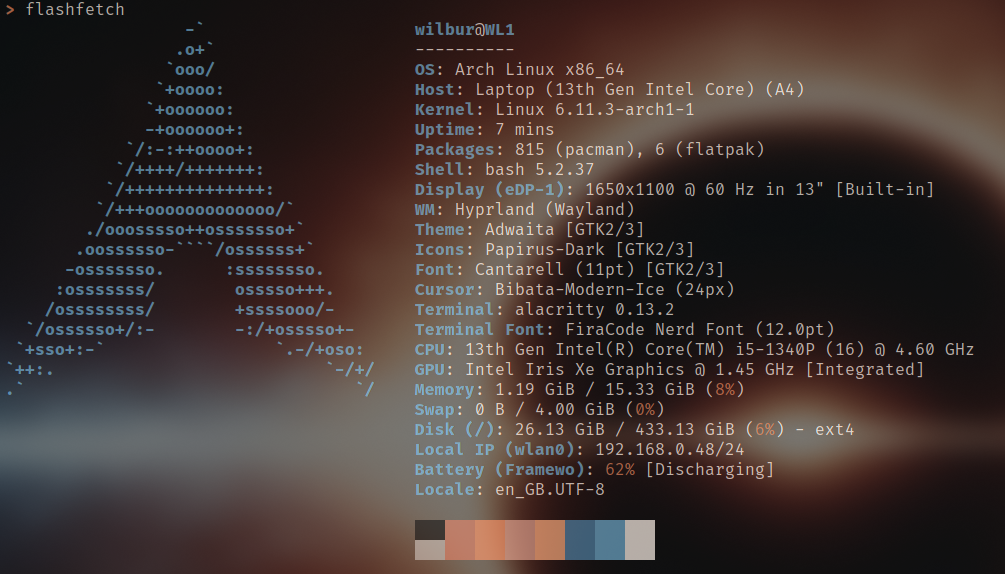 > flashfetch
-`
.o+`
`ooo/
`+oooo:
`+oooooo:
-+oooooo+:
`/:-:++oooo+:
`/++++/+++++++:
`/++++++++++++++:
`/+++ooooooooooooo/`
./ooosssso++osssssso+`
.oossssso-````/ossssss+`
-osssssso. :ssssssso.
:osssssss/ osssso+++.
/ossssssss/ +ssssooo/-
`/ossssso+/:- -:/+osssso+-
`+sso+:-` `.-/+oso:
`++:. `-/+/
.` `/
wilbur@WL1
----------
OS: Arch Linux x86_64
Host: Laptop (13th Gen Intel Core) (A4)
Kernel: Linux 6.11.3-arch1-1
Uptime: 7 mins
Packages: 815 (pacman), 6 (flatpak)
Shell: bash 5.2.37
Display (eDP-1): 1650x1100 @ 60 Hz in 13" [Built-in]
WM: Hyprland (Wayland)
Theme: Adwaita [GTK2/3]
Icons: Papirus-Dark [GTK2/3]
Font: Cantarell (11pt) [GTK2/3]
Cursor: Bibata-Modern-Ice (24px)
Terminal: alacritty 0.13.2
Terminal Font: FiraCode Nerd Font (12.0pt)
CPU: 13th Gen Intel(R) Core(TM) i5-1340P (16) @ 4.60 GHz
GPU: Intel Iris Xe Graphics @ 1.45 GHz [Integrated]
Memory: 1.19 GiB / 15.33 GiB (8%)
Swap: 0 B / 4.00 GiB (0%)
Disk (/): 26.13 GiB / 433.13 GiB (6%) - ext4
Local IP (wlan0): 192.168.0.48/24
Battery (Framewo): 62% [Discharging]
Locale: en_GB.UTF-8